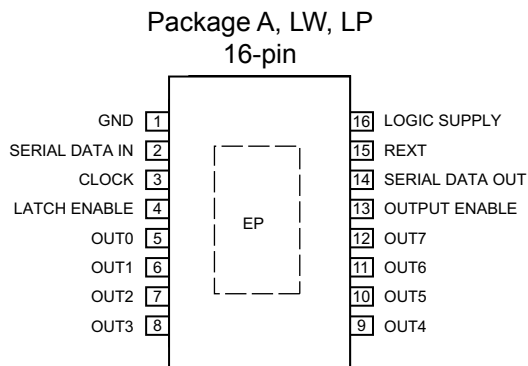 Package A, LW, LP
16-pin
GND 1
SERIAL DATA IN 2
CLOCK 3
LATCH ENABLE 4
OUT0 5
OUT1 6
OUT2 7
OUT3 8
EP
16 LOGIC SUPPLY
15 REXT
14 SERIAL DATA OUT
13 OUTPUT ENABLE
12 OUT7
11 OUT6
10 OUT5
9 OUT4